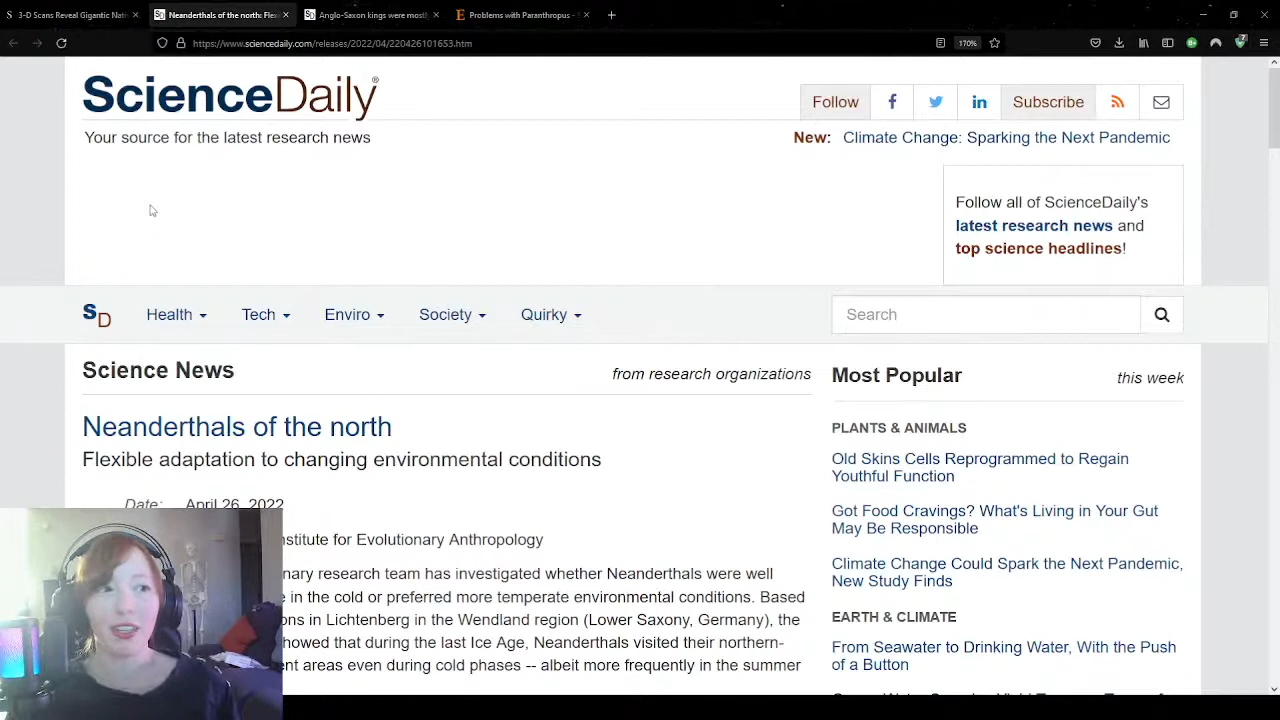 3-D Scans Reveal Gigantic Nati
Neanderthals of the north: Flex
Anglo-Saxon kings were mostly
Problems with Paranthropus -
https://www.sciencedaily.com/releases/2022/04/220426101653.htm
170%
ScienceDaily®
Your source for the latest research news
Follow
Subscribe
New: Climate Change: Sparking the Next Pandemic
Follow all of ScienceDaily's
latest research news and
top science headlines!
SD
Health
Tech
Enviro
Society
Quirky
Search
Science News
from research organizations
Neanderthals of the north
Flexible adaptation to changing environmental conditions
Date: April 26, 2022
nstitute for Evolutionary Anthropology
nary research team has investigated whether Neanderthals were well
e in the cold or preferred more temperate environmental conditions. Based
ons in Lichtenberg in the Wendland region (Lower Saxony, Germany), the
howed that during the last Ice Age, Neanderthals visited their northern-
ent areas even during cold phases -- albeit more frequently in the summer
Most Popular
this week
PLANTS & ANIMALS
Old Skins Cells Reprogrammed to Regain
Youthful Function
Got Food Cravings? What's Living in Your Gut
May Be Responsible
Climate Change Could Spark the Next Pandemic,
New Study Finds
EARTH & CLIMATE
From Seawater to Drinking Water, With the Push
of a Button